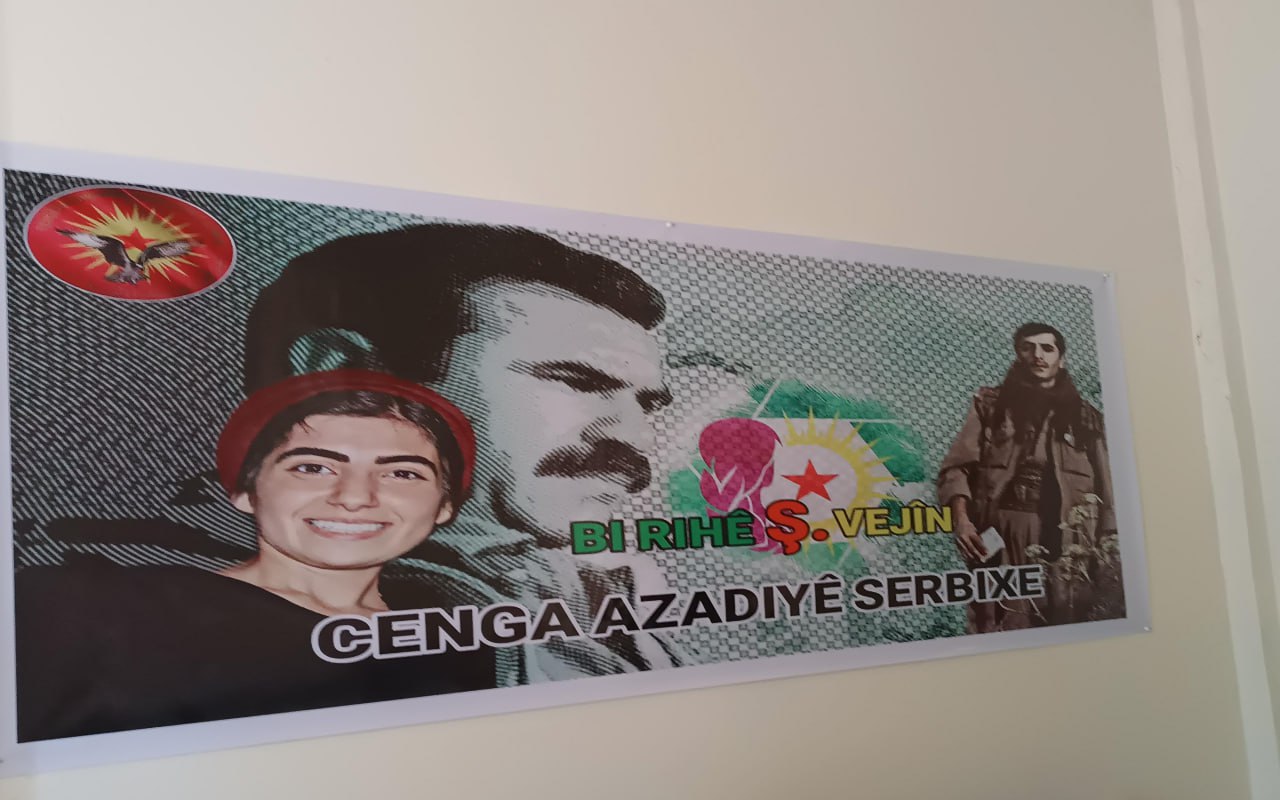 BI RIHÊ Ş. VEJÎN
CENGA AZADIYÊ SERBIXE